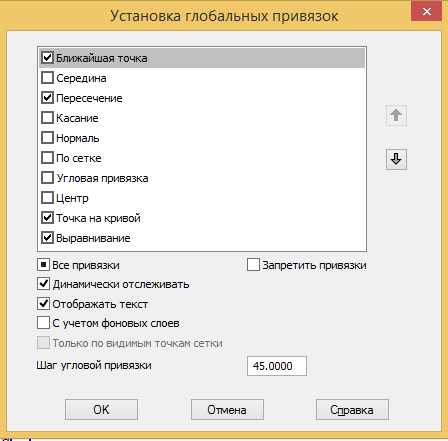 Установка глобальных привязок
Ближайшая точка
Середина
Пересечение
Касание
Нормаль
По сетке
Угловая привязка
Центр
Точка на кривой
Выравнивание
Все привязки Запретить привязки
Динамически отслеживать
Отображать текст
С учетом фоновых слоев
Только по видимым точкам сетки
Шаг угловой привязки 45.0000
OK Отмена Справка